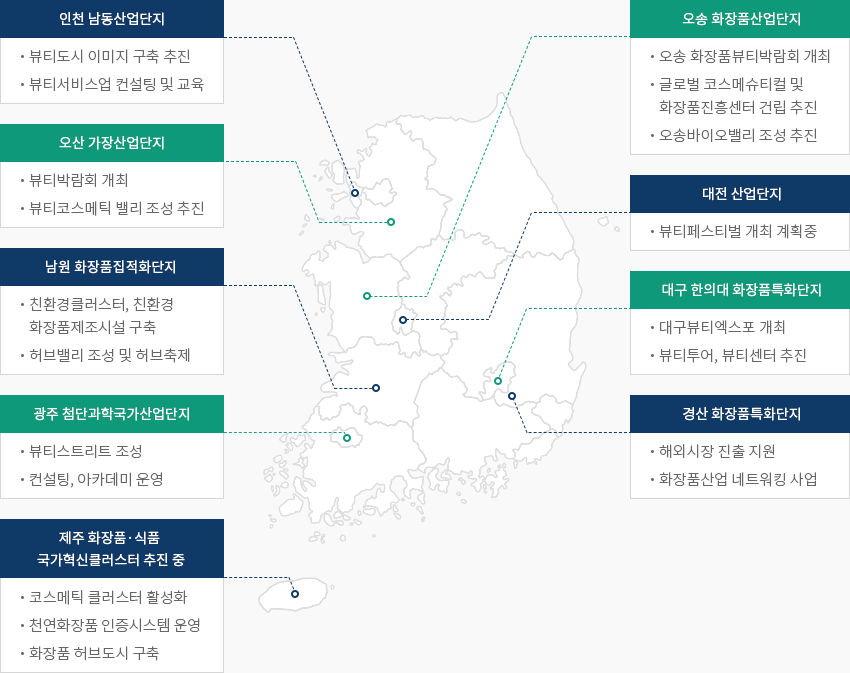 인천 남동산업단지
• 뷰티도시 이미지 구축 추진
• 뷰티서비스업 컨설팅 및 교육
오산 가장산업단지
• 뷰티박람회 개최
• 뷰티코스메틱 밸리 조성 추진
남원 화장품집적화단지
• 친환경클러스터, 친환경
화장품제조시설 구축
• 허브밸리 조성 및 허브축제
광주 첨단과학국가산업단지
• 뷰티스트리트 조성
• 컨설팅, 아카데미 운영
제주 화장품·식품
국가혁신클러스터 추진 중
• 코스메틱 클러스터 활성화
• 천연화장품 인증시스템 운영
• 화장품 허브도시 구축
오송 화장품산업단지
• 오송 화장품뷰티박람회 개최
• 글로벌 코스메슈티컬 및
화장품진흥센터 건립 추진
• 오송바이오밸리 조성 추진
대전 산업단지
• 뷰티페스티벌 개최 계획중
대구 한의대 화장품특화단지
• 대구뷰티엑스포 개최
• 뷰티투어, 뷰티센터 추진
경산 화장품특화단지
• 해외시장 진출 지원
• 화장품산업 네트워킹 사업